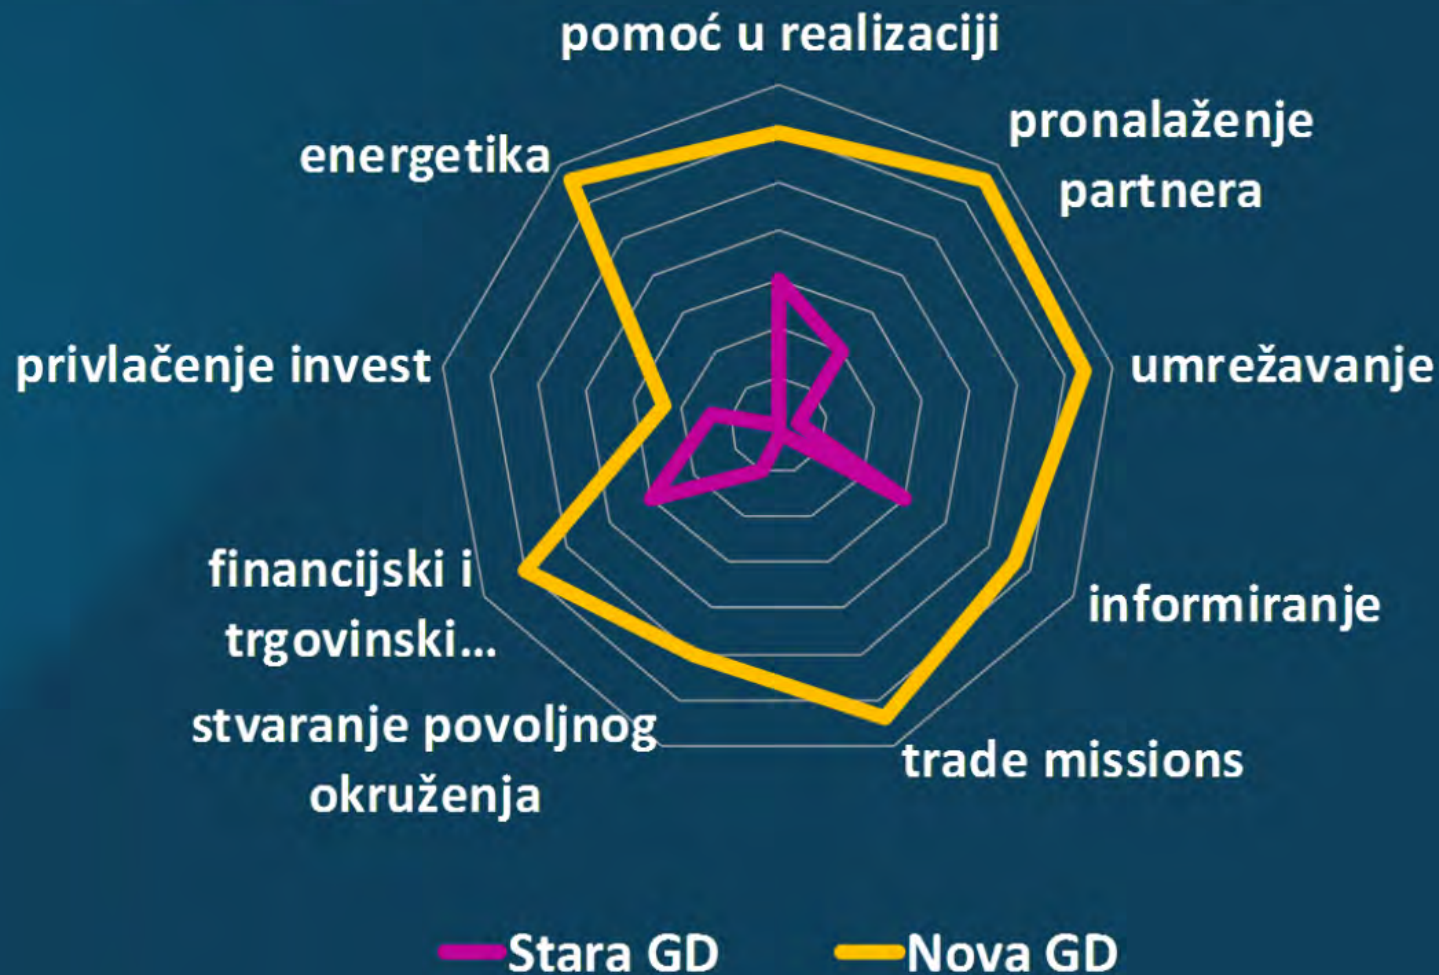 pomoć u realizaciji
pronalaženje
partnera
umrežavanje
informiranje
trade missions
stvaranje povoljnog
okruženja
financijski i
trgovinski...
privlačenje invest
energetika
Stara GD
Nova GD